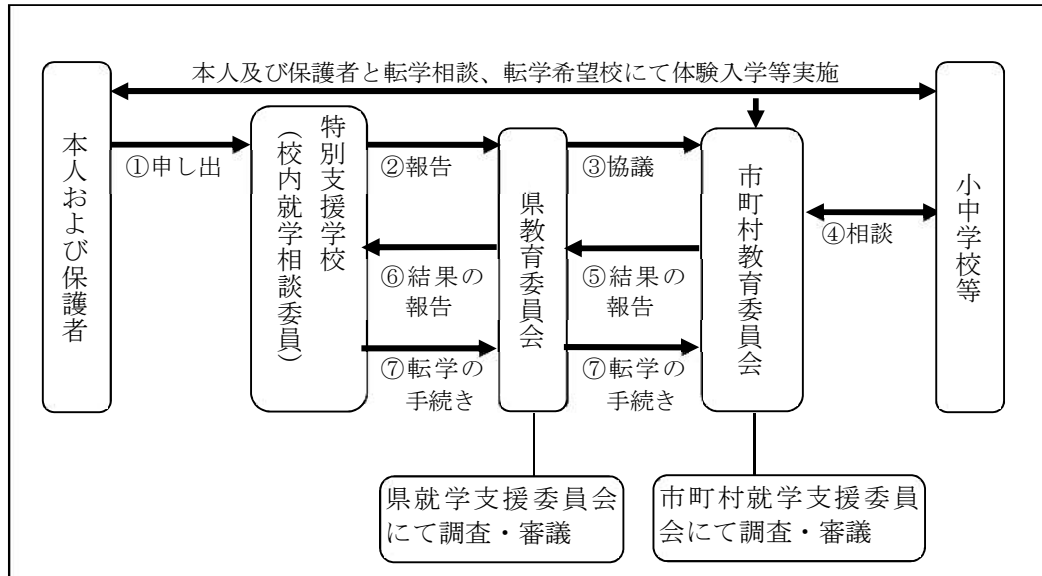 本人及び保護者と転学相談、転学希望校にて体験入学等実施
本人および保護者
①申し出
特別支援学校
(校内就学相談委員)
②報告
⑥結果の
報告
⑦転学の
手続き
県教育委員会
③協議
⑤結果の
報告
⑦転学の
手続き
市町村教育委員会
④相談
小中学校等
県就学支援委員会
にて調査・審議
市町村就学支援委員
会にて調査・審議